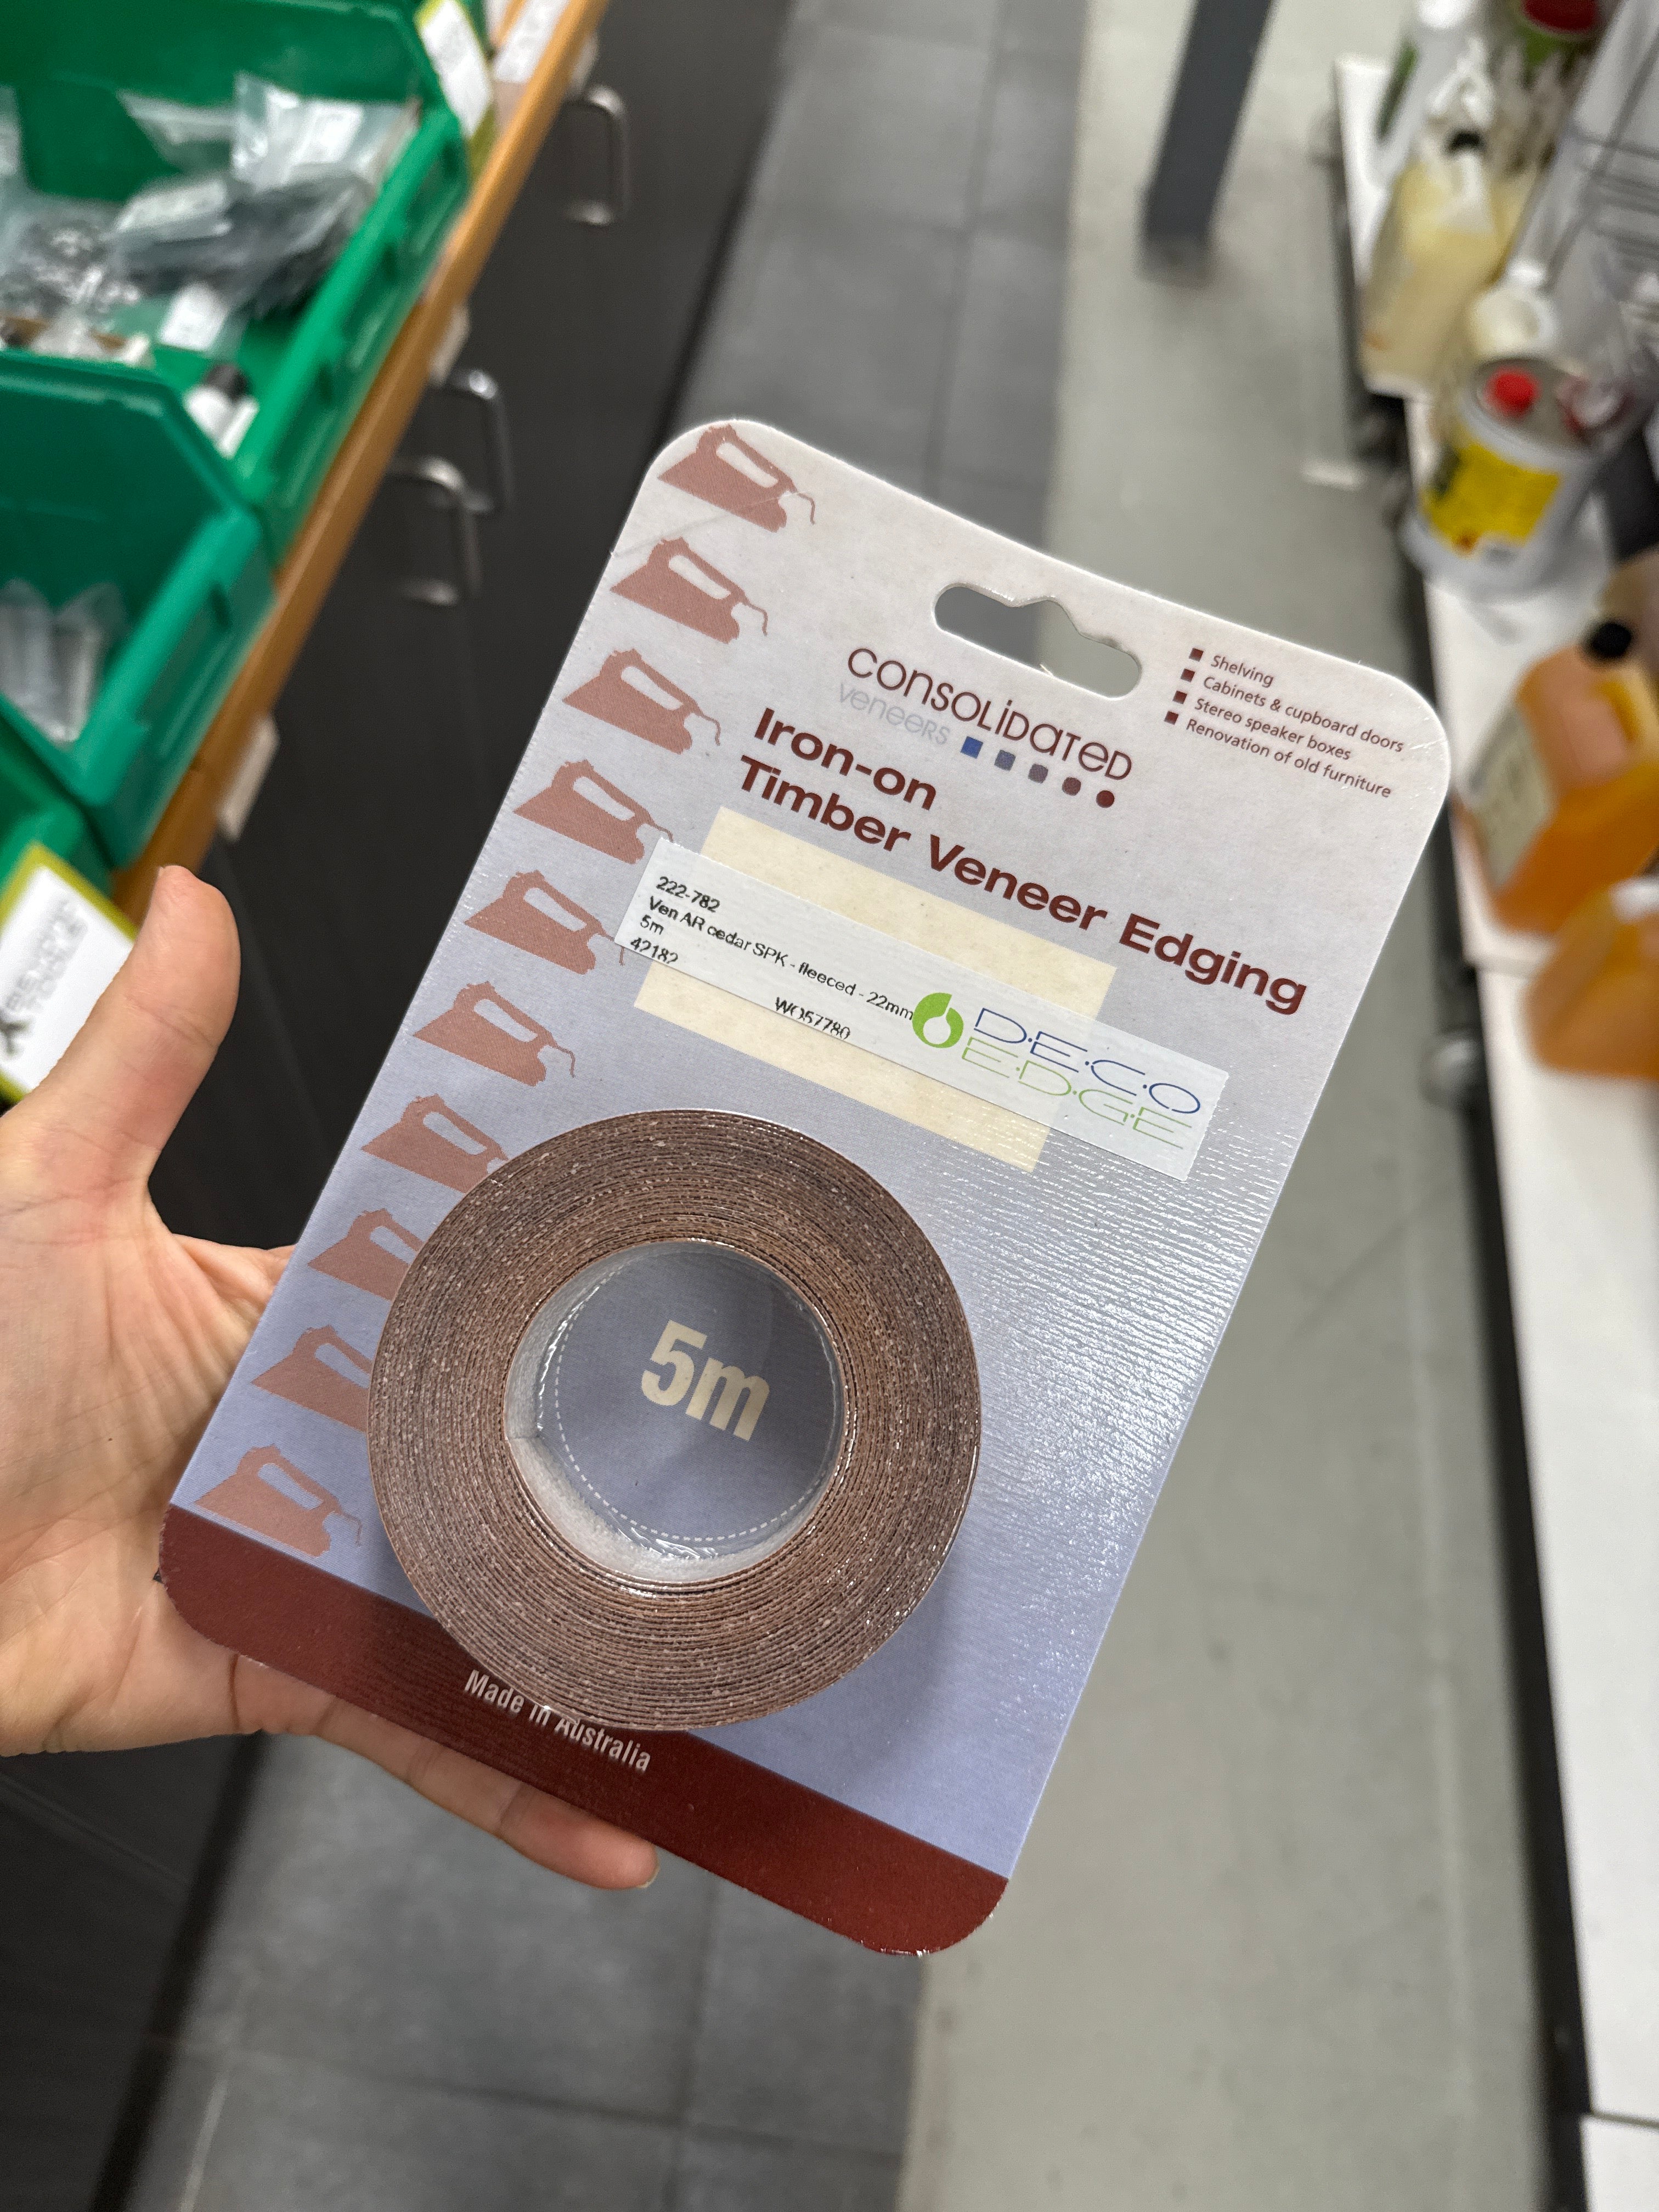 CONSOLIDATED
veneers
Iron-on
Timber Veneer Edging
Shelving
Cabinets & cupboard doors
Stereo speaker boxes
Renovation of old furniture
222-782
Ven AR cedar SPK - fleeced - 22mm
5m
42182
WO57780
D·E·C·O
E·D·G·E
5m
Made in Australia